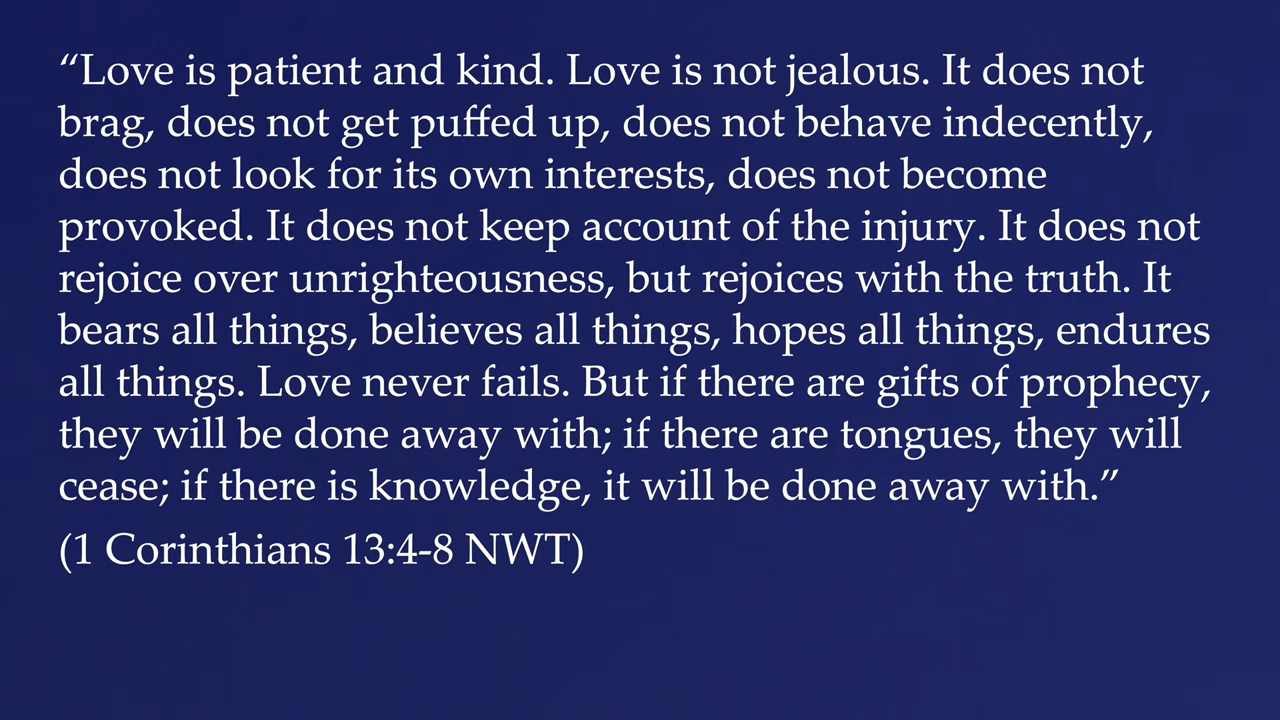 “Love is patient and kind. Love is not jealous. It does not
brag, does not get puffed up, does not behave indecently,
does not look for its own interests, does not become
provoked. It does not keep account of the injury. It does not
rejoice over unrighteousness, but rejoices with the truth. It
bears all things, believes all things, hopes all things, endures
all things. Love never fails. But if there are gifts of prophecy,
they will be done away with; if there are tongues, they will
cease; if there is knowledge, it will be done away with.”
(1 Corinthians 13:4-8 NWT)